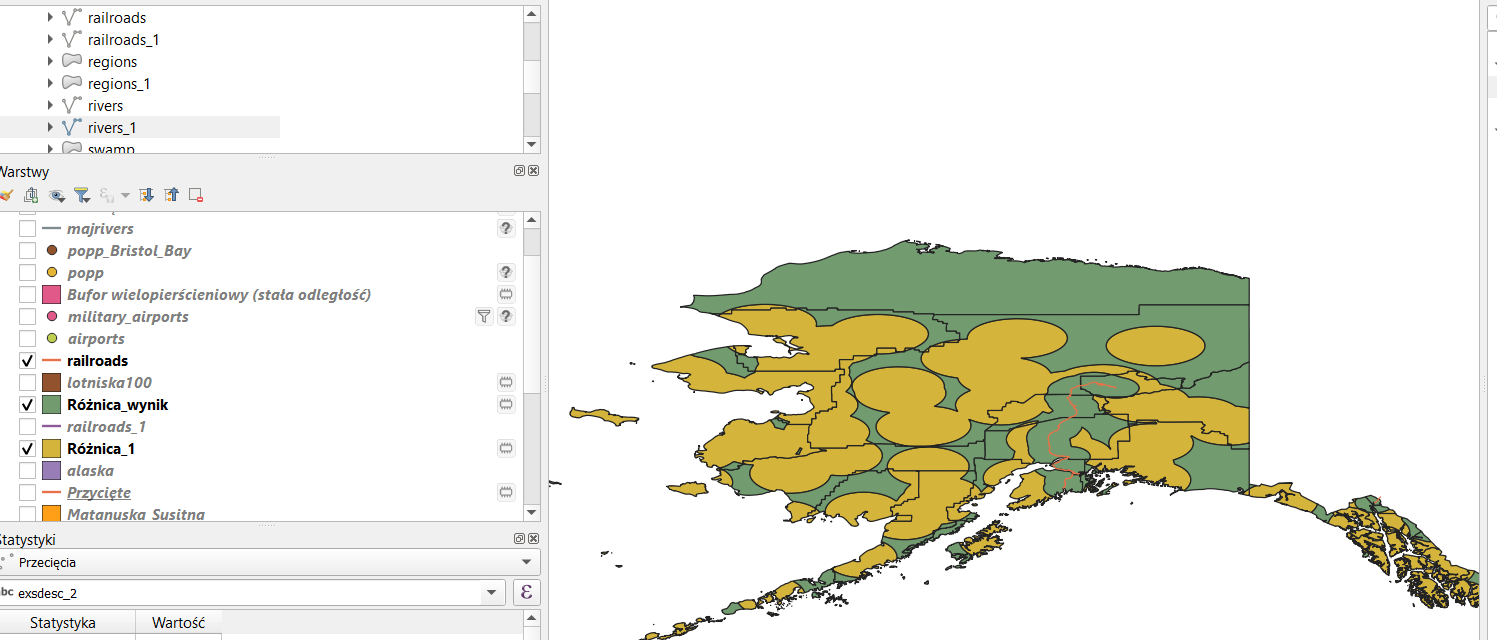 railroads
railroads_1
regions
regions_1
rivers
rivers_1
swamp
Warstwy
majrivers
?
popp_Bristol_Bay
popp
?
Bufor wielopierścieniowy (stała odległość)
military_airports
?
airports
railroads
lotniska100
Różnica_wynik
railroads_1
Różnica_1
alaska
Przycięte
Matanuska_Susitna
Statystyki
Przecięcia
abc exsdesc_2
ε
Statystyka Wartość